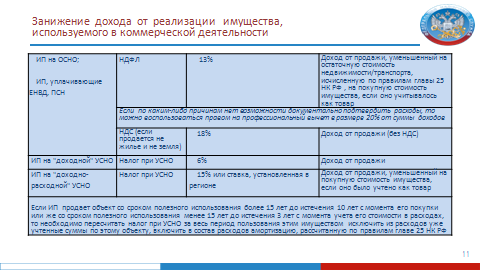 Занижение дохода от реализации имущества,
используемого в коммерческой деятельности
ИП на ОСНО;
ИП, уплачивающие
ЕНВД, ПСН
НДФЛ
13%
Доход от продажи, уменьшенный на
остаточную стоимость
недвижимости/транспорта,
исчисленную по правилам главы 25
НК РФ , на покупную стоимость
имущества, если оно учитывалось
как товар
Если по каким-либо причинам нет возможности документально подтвердить расходы, то
можно воспользоваться правом на профессиональный вычет в размере 20% от суммы доходов
НДС (если
продается не
жилье и не земля)
18%
Доход от продажи (без НДС)
ИП на "доходной" УСНО
Налог при УСНО
6%
Доход от продажи
ИП на "доходно-
расходной" УСНО
Налог при УСНО
15% или ставка, установленная в
регионе
Доход от продажи, уменьшенный на
покупную стоимость имущества,
если оно было учтено как товар
Если ИП продает объект со сроком полезного использования более 15 лет до истечения 10 лет с момента его покупки
или же со сроком полезного использования менее 15 лет до истечения 3 лет с момента учета его стоимости в расходах,
то необходимо пересчитать налог при УСНО за весь период пользования этим имуществом: исключить из расходов уже
учтенные суммы по этому объекту, включить в состав расходов амортизацию, рассчитанную по правилам главе 25 НК РФ
11